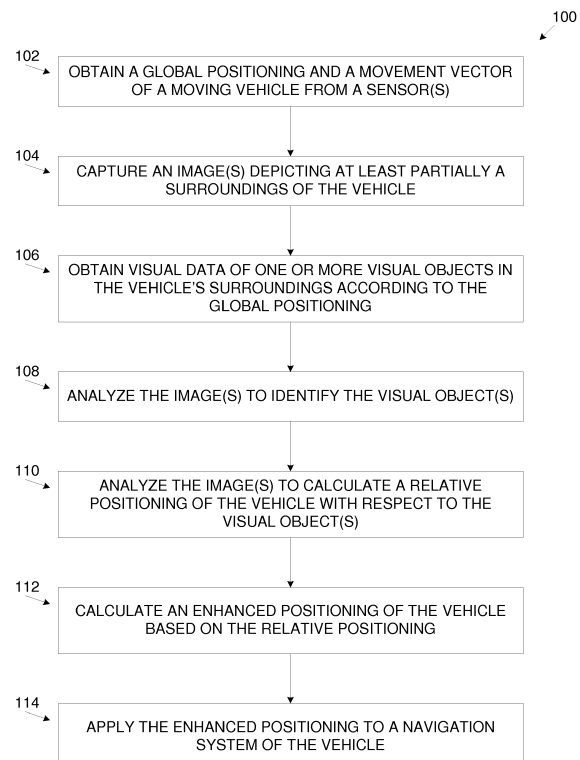 100
102
OBTAIN A GLOBAL POSITIONING AND A MOVEMENT VECTOR
OF A MOVING VEHICLE FROM A SENSOR(S)
104
CAPTURE AN IMAGE(S) DEPICTING AT LEAST PARTIALLY A
SURROUNDINGS OF THE VEHICLE
106
OBTAIN VISUAL DATA OF ONE OR MORE VISUAL OBJECTS IN
THE VEHICLE'S SURROUNDINGS ACCORDING TO THE
GLOBAL POSITIONING
108
ANALYZE THE IMAGE(S) TO IDENTIFY THE VISUAL OBJECT(S)
110
ANALYZE THE IMAGE(S) TO CALCULATE A RELATIVE
POSITIONING OF THE VEHICLE WITH RESPECT TO THE
VISUAL OBJECT(S)
112
CALCULATE AN ENHANCED POSITIONING OF THE VEHICLE
BASED ON THE RELATIVE POSITIONING
114
APPLY THE ENHANCED POSITIONING TO A NAVIGATION
SYSTEM OF THE VEHICLE